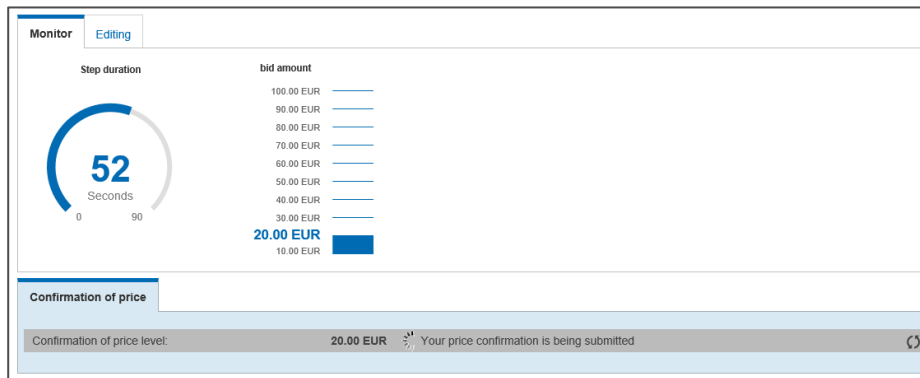 Monitor Editing
Step duration
bid amount
100.00 EUR
90.00 EUR
80.00 EUR
70.00 EUR
60.00 EUR
50.00 EUR
40.00 EUR
30.00 EUR
20.00 EUR
10.00 EUR
52
Seconds
0 90
Confirmation of price
Confirmation of price level: 20.00 EUR Your price confirmation is being submitted